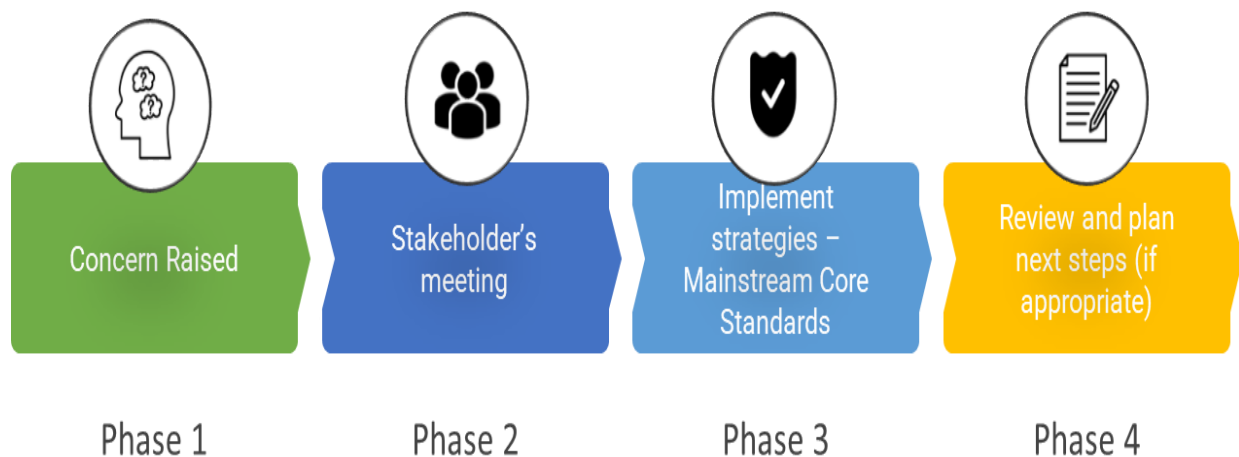 Concern Raised
Stakeholder’s
meeting
Implement
strategies –
Mainstream Core
Standards
Review and plan
next steps (if
appropriate)
Phase 1
Phase 2
Phase 3
Phase 4